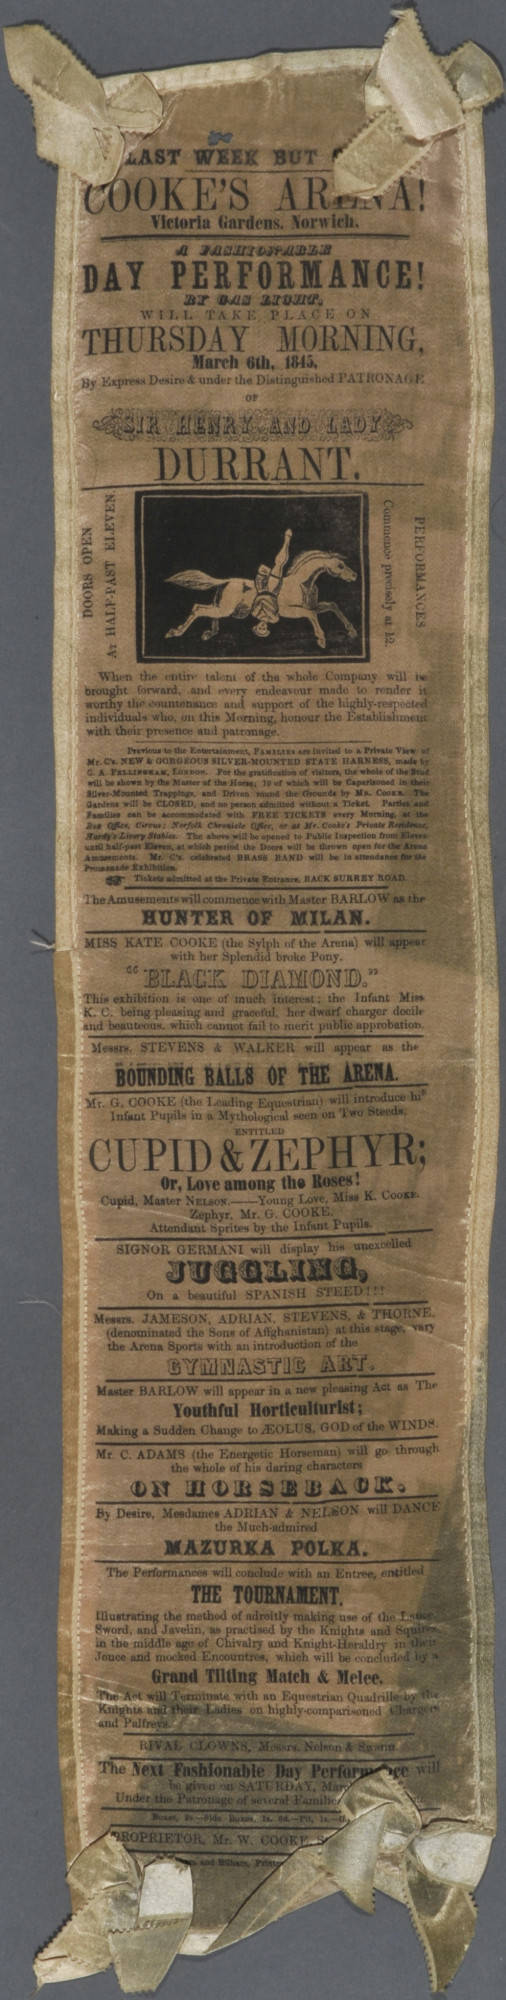 LAST WEEK BUT
COOKE'S ARENA!
Victoria Gardens, Norwich.
A FASHIONABLE
DAY PERFORMANCE!
BY GAS LIGHT,
WILL TAKE PLACE ON
THURSDAY MORNING,
March 6th, 1845,
By Express Desire & under the Distinguished PATRONAGE
OF
SIR HENRY AND LADY
DURRANT.
DOORS OPEN
At HALF-PAST ELEVEN.
Commence precisely at 12.
PERFORMANCES
When the entire talent of the whole Company will be
brought forward, and every endeavour made to render it
worthy the countenance and support of the highly-respected
individuals who, on this Morning, honour the Establishment
with their presence and patronage.
Previous to the Entertainment, FAMILIES are invited to a Private View of
Mr. C's. NEW & GORGEOUS SILVER-MOUNTED STATE HARNESS, made by
G. A. FELLINGHAM, LONDON. For the gratification of visitors, the whole of the Stud
will be shown by the Master of the Horse; 10 of which will be Caparisoned in their
Silver-Mounted Trappings, and Driven round the Grounds by Mr. COOKE. The
Gardens will be CLOSED, and no person admitted without a Ticket. Parties and
Families can be accommodated with FREE TICKETS every Morning, at the
Box Office, Circus; Norfolk Chronicle Office, or at Mr. Cooke's Private Residence,
Hardy's Livery Stables. The above will be opened to Public Inspection from Eleven
until half-past Eleven, at which period the Doors will be thrown open for the Arena
Amusements. Mr. C's. celebrated BRASS BAND will be in attendance for the
Promenade Exhibition.
Tickets admitted at the Private Entrance, BACK SURREY ROAD.
The Amusements will commence with Master BARLOW as the
HUNTER OF MILAN.
MISS KATE COOKE (the Sylph of the Arena) will appear
with her Splendid broke Pony.
"BLACK DIAMOND."
This exhibition is one of much interest; the Infant Miss
K. C. being pleasing and graceful, her dwarf charger docile
and beauteous, which cannot fail to merit public approbation.
Messrs. STEVENS & WALKER will appear as the
BOUNDING BALLS OF THE ARENA.
Mr. G. COOKE (the Leading Equestrian) will introduce his
Infant Pupils in a Mythological seen on Two Steeds,
ENTITLED
CUPID & ZEPHYR;
Or, Love among the Roses!
Cupid, Master NELSON.——Young Love, Miss K. COOKE.
Zephyr, Mr. G. COOKE.
Attendant Sprites by the Infant Pupils.
SIGNOR GERMANI will display his unexcelled
JUGGLING,
On a beautiful SPANISH STEED!!!
Messrs. JAMESON, ADRIAN, STEVENS, & THORNE,
(denominated the Sons of Affghanistan) at this stage, vary
the Arena Sports with an introduction of the
GYMNASTIC ART.
Master BARLOW will appear in a new pleasing Act as The
Youthful Horticulturist;
Making a Sudden Change to ÆOLUS, GOD of the WINDS.
Mr. C. ADAMS (the Energetic Horseman) will go through
the whole of his daring characters
ON HORSEBACK.
By Desire, Mesdames ADRIAN & NELSON will DANCE
the Much-admired
MAZURKA POLKA.
The Performances will conclude with an Entree, entitled
THE TOURNAMENT,
Illustrating the method of adroitly making use of the Lance
Sword, and Javelin, as practised by the Knights and Squires
in the middle age of Chivalry and Knight-Heraldry in their
Jouce and mocked Encountres, which will be concluded by a
Grand Tilting Match & Melee.
The Act will Terminate with an Equestrian Quadrille by the
Knights and their Ladies on highly-comparisoned Chargers
and Palfreys.
RIVAL CLOWNS, Messrs. Nelson & Swann.
The Next Fashionable Day Performance will
be given on SATURDAY,
Under the Patronage of several
Boxes, 2s.—Side Boxes, 1s. 6d.—Pit, 1s.
PROPRIETOR, Mr. W. COOKE,
and